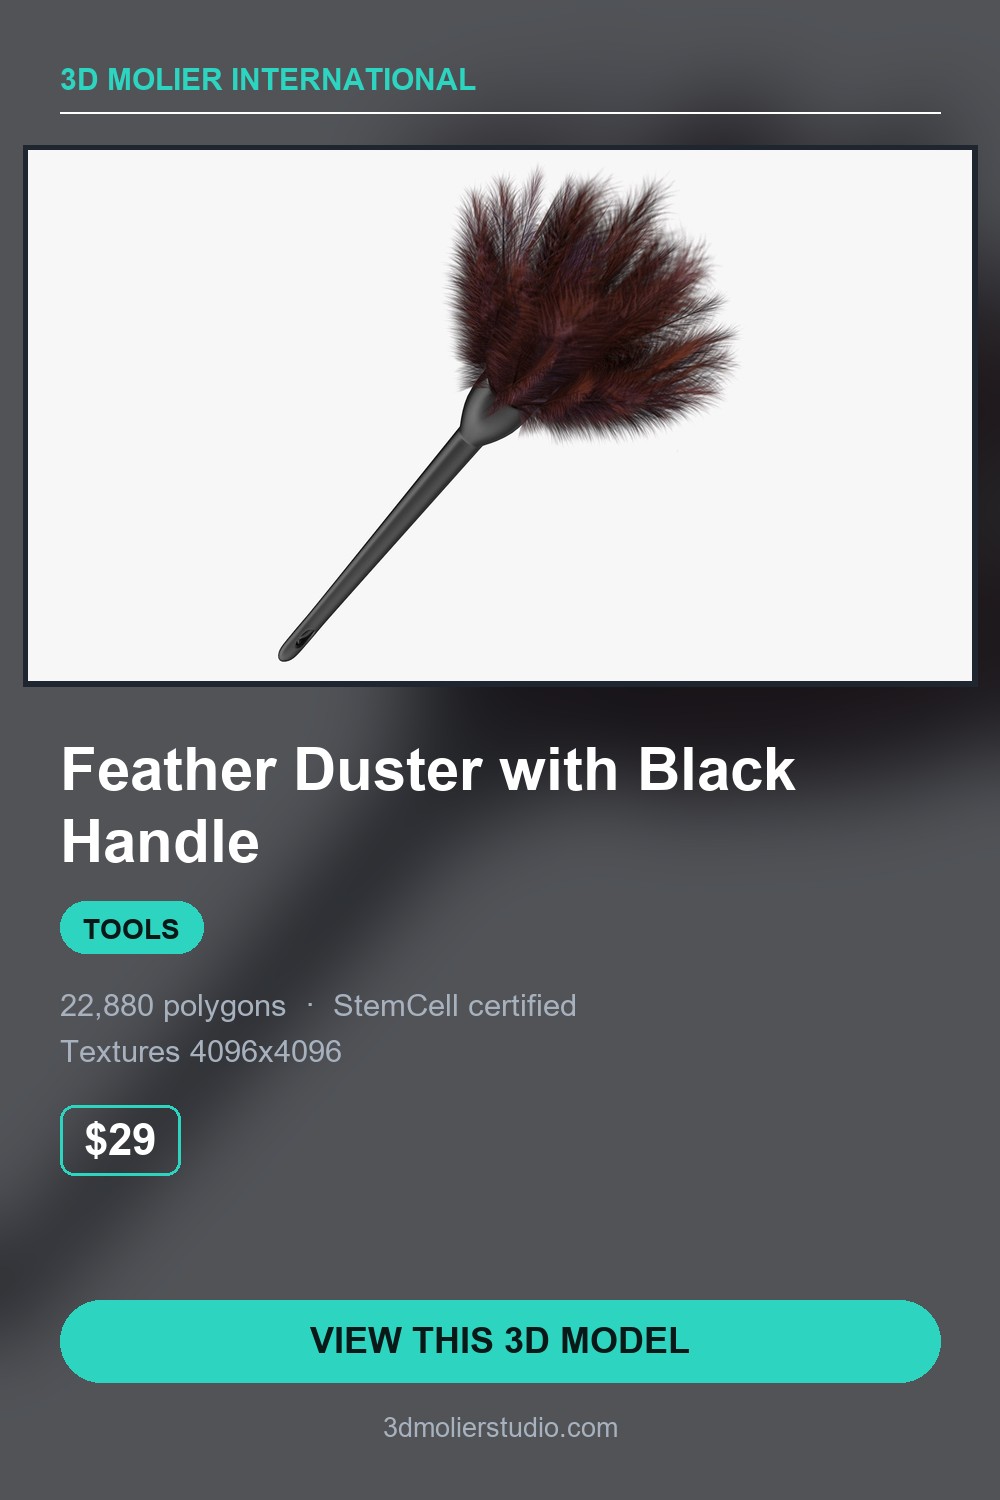 3D MOLIER INTERNATIONAL
Feather Duster with Black
Handle
TOOLS
22,880 polygons · StemCell certified
Textures 4096x4096
$29
VIEW THIS 3D MODEL
3dmolierstudio.com